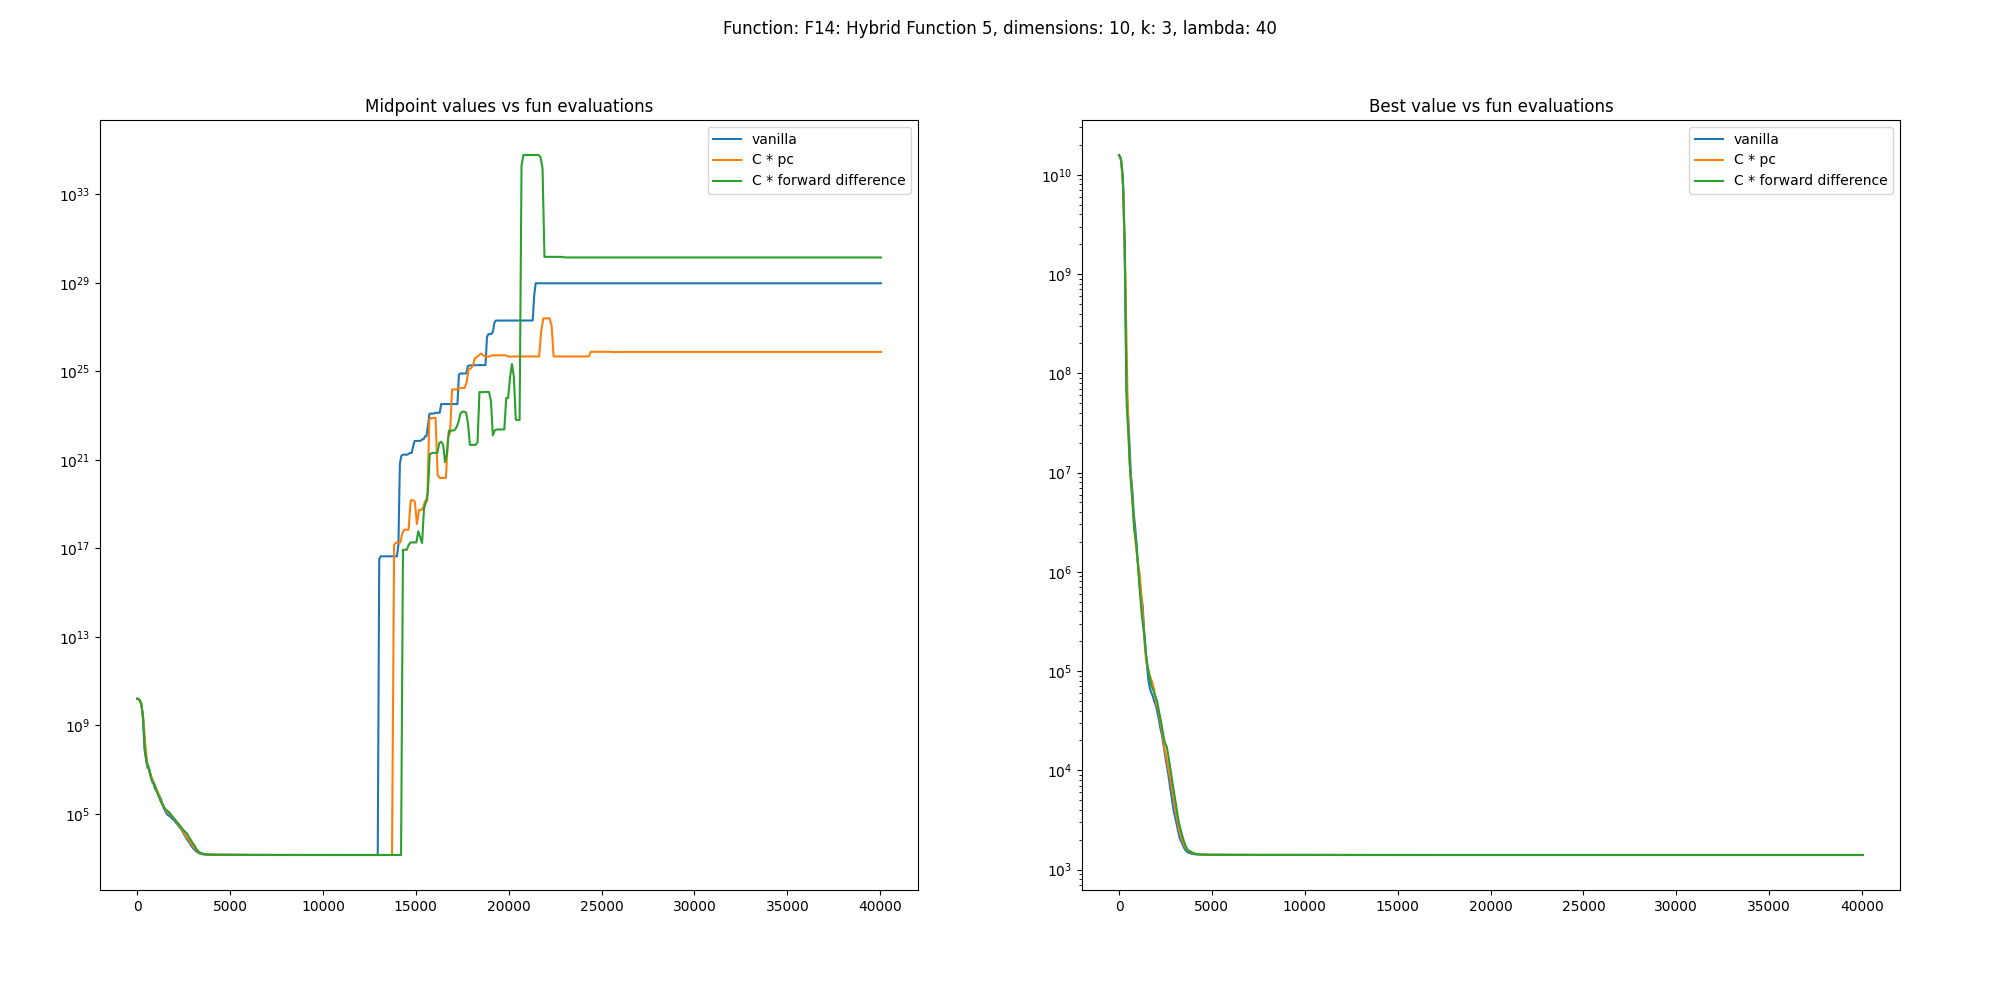 Function: F14: Hybrid Function 5, dimensions: 10, k: 3, lambda: 40
Midpoint values vs fun evaluations
vanilla
C * pc
C * forward difference
10^33
10^29
10^25
10^21
10^17
10^13
10^9
10^5
0 5000 10000 15000 20000 25000 30000 35000 40000
Best value vs fun evaluations
vanilla
C * pc
C * forward difference
10^10
10^9
10^8
10^7
10^6
10^5
10^4
10^3
0 5000 10000 15000 20000 25000 30000 35000 40000